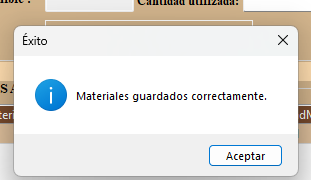 Cantidad utilizada:
Éxito
Materiales guardados correctamente.
Aceptar